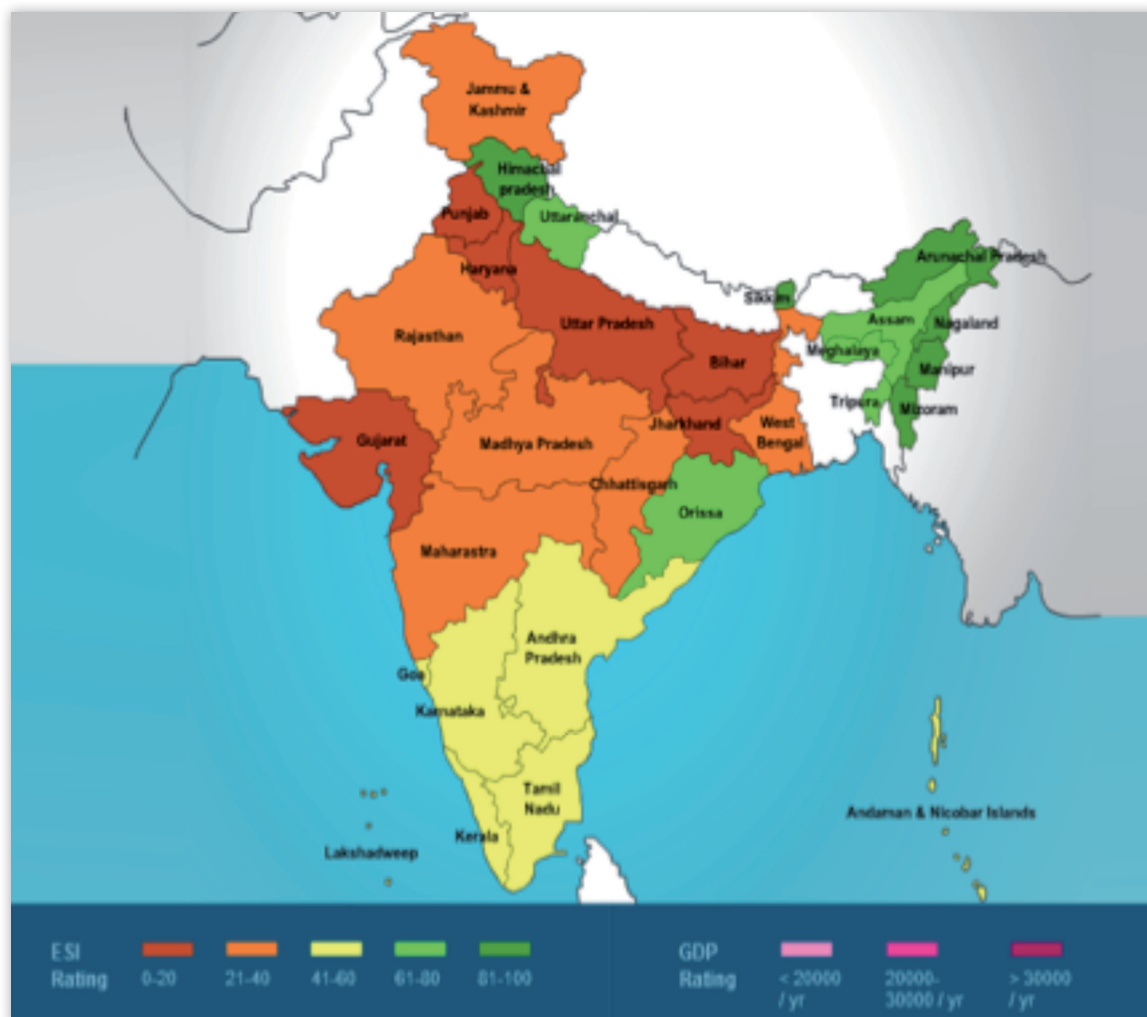 Jammu &
Kashmir
Himachal
pradesh
Punjab
Uttaranchal
Haryana
Arunachal Pradesh
Sikkim
Rajasthan
Uttar Pradesh
Assam
Nagaland
Bihar
Meghalaya
Manipur
Tripura
Mizoram
Gujarat
Madhya Pradesh
Jharkhand
West
Bengal
Chhattisgarh
Orissa
Maharastra
Andhra
Pradesh
Goa
Karnataka
Tamil
Nadu
Kerala
Lakshadweep
Andaman & Nicobar Islands
ESI
Rating
0-20
21-40
41-60
61-80
81-100
GDP
Rating
< 20000
/ yr
20000-
30000 / yr
> 30000
/ yr